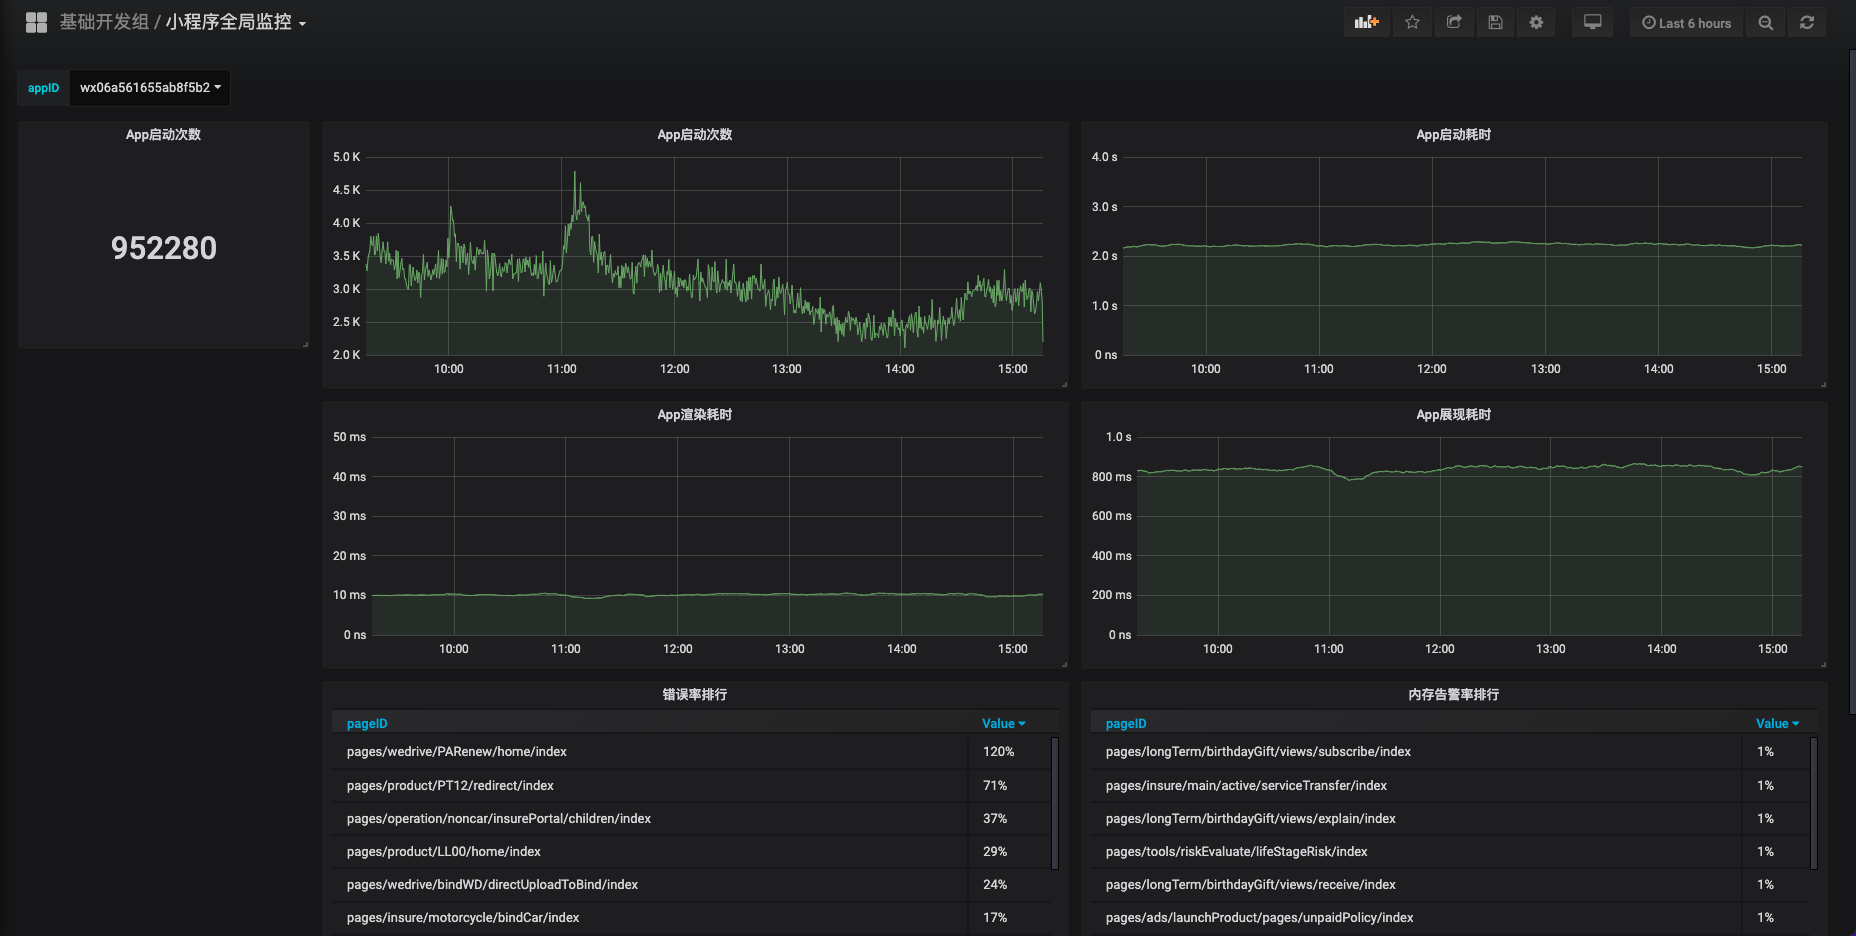 基础开发组 / 小程序全局监控
Last 6 hours
appID wx06a561655ab8f5b2
App启动次数
952280
App启动次数
5.0 K
4.5 K
4.0 K
3.5 K
3.0 K
2.5 K
2.0 K
10:00 11:00 12:00 13:00 14:00 15:00
App启动耗时
4.0 s
3.0 s
2.0 s
1.0 s
0 ns
10:00 11:00 12:00 13:00 14:00 15:00
App渲染耗时
50 ms
40 ms
30 ms
20 ms
10 ms
0 ns
10:00 11:00 12:00 13:00 14:00 15:00
App展现耗时
1.0 s
800 ms
600 ms
400 ms
200 ms
0 ns
10:00 11:00 12:00 13:00 14:00 15:00
错误率排行
pageID Value
pages/wedrive/PARenew/home/index 120%
pages/product/PT12/redirect/index 71%
pages/operation/noncar/insurePortal/children/index 37%
pages/product/LL00/home/index 29%
pages/wedrive/bindWD/directUploadToBind/index 24%
pages/insure/motorcycle/bindCar/index 17%
内存告警率排行
pageID Value
pages/longTerm/birthdayGift/views/subscribe/index 1%
pages/insure/main/active/serviceTransfer/index 1%
pages/longTerm/birthdayGift/views/explain/index 1%
pages/tools/riskEvaluate/lifeStageRisk/index 1%
pages/longTerm/birthdayGift/views/receive/index 1%
pages/ads/launchProduct/pages/unpaidPolicy/index 1%